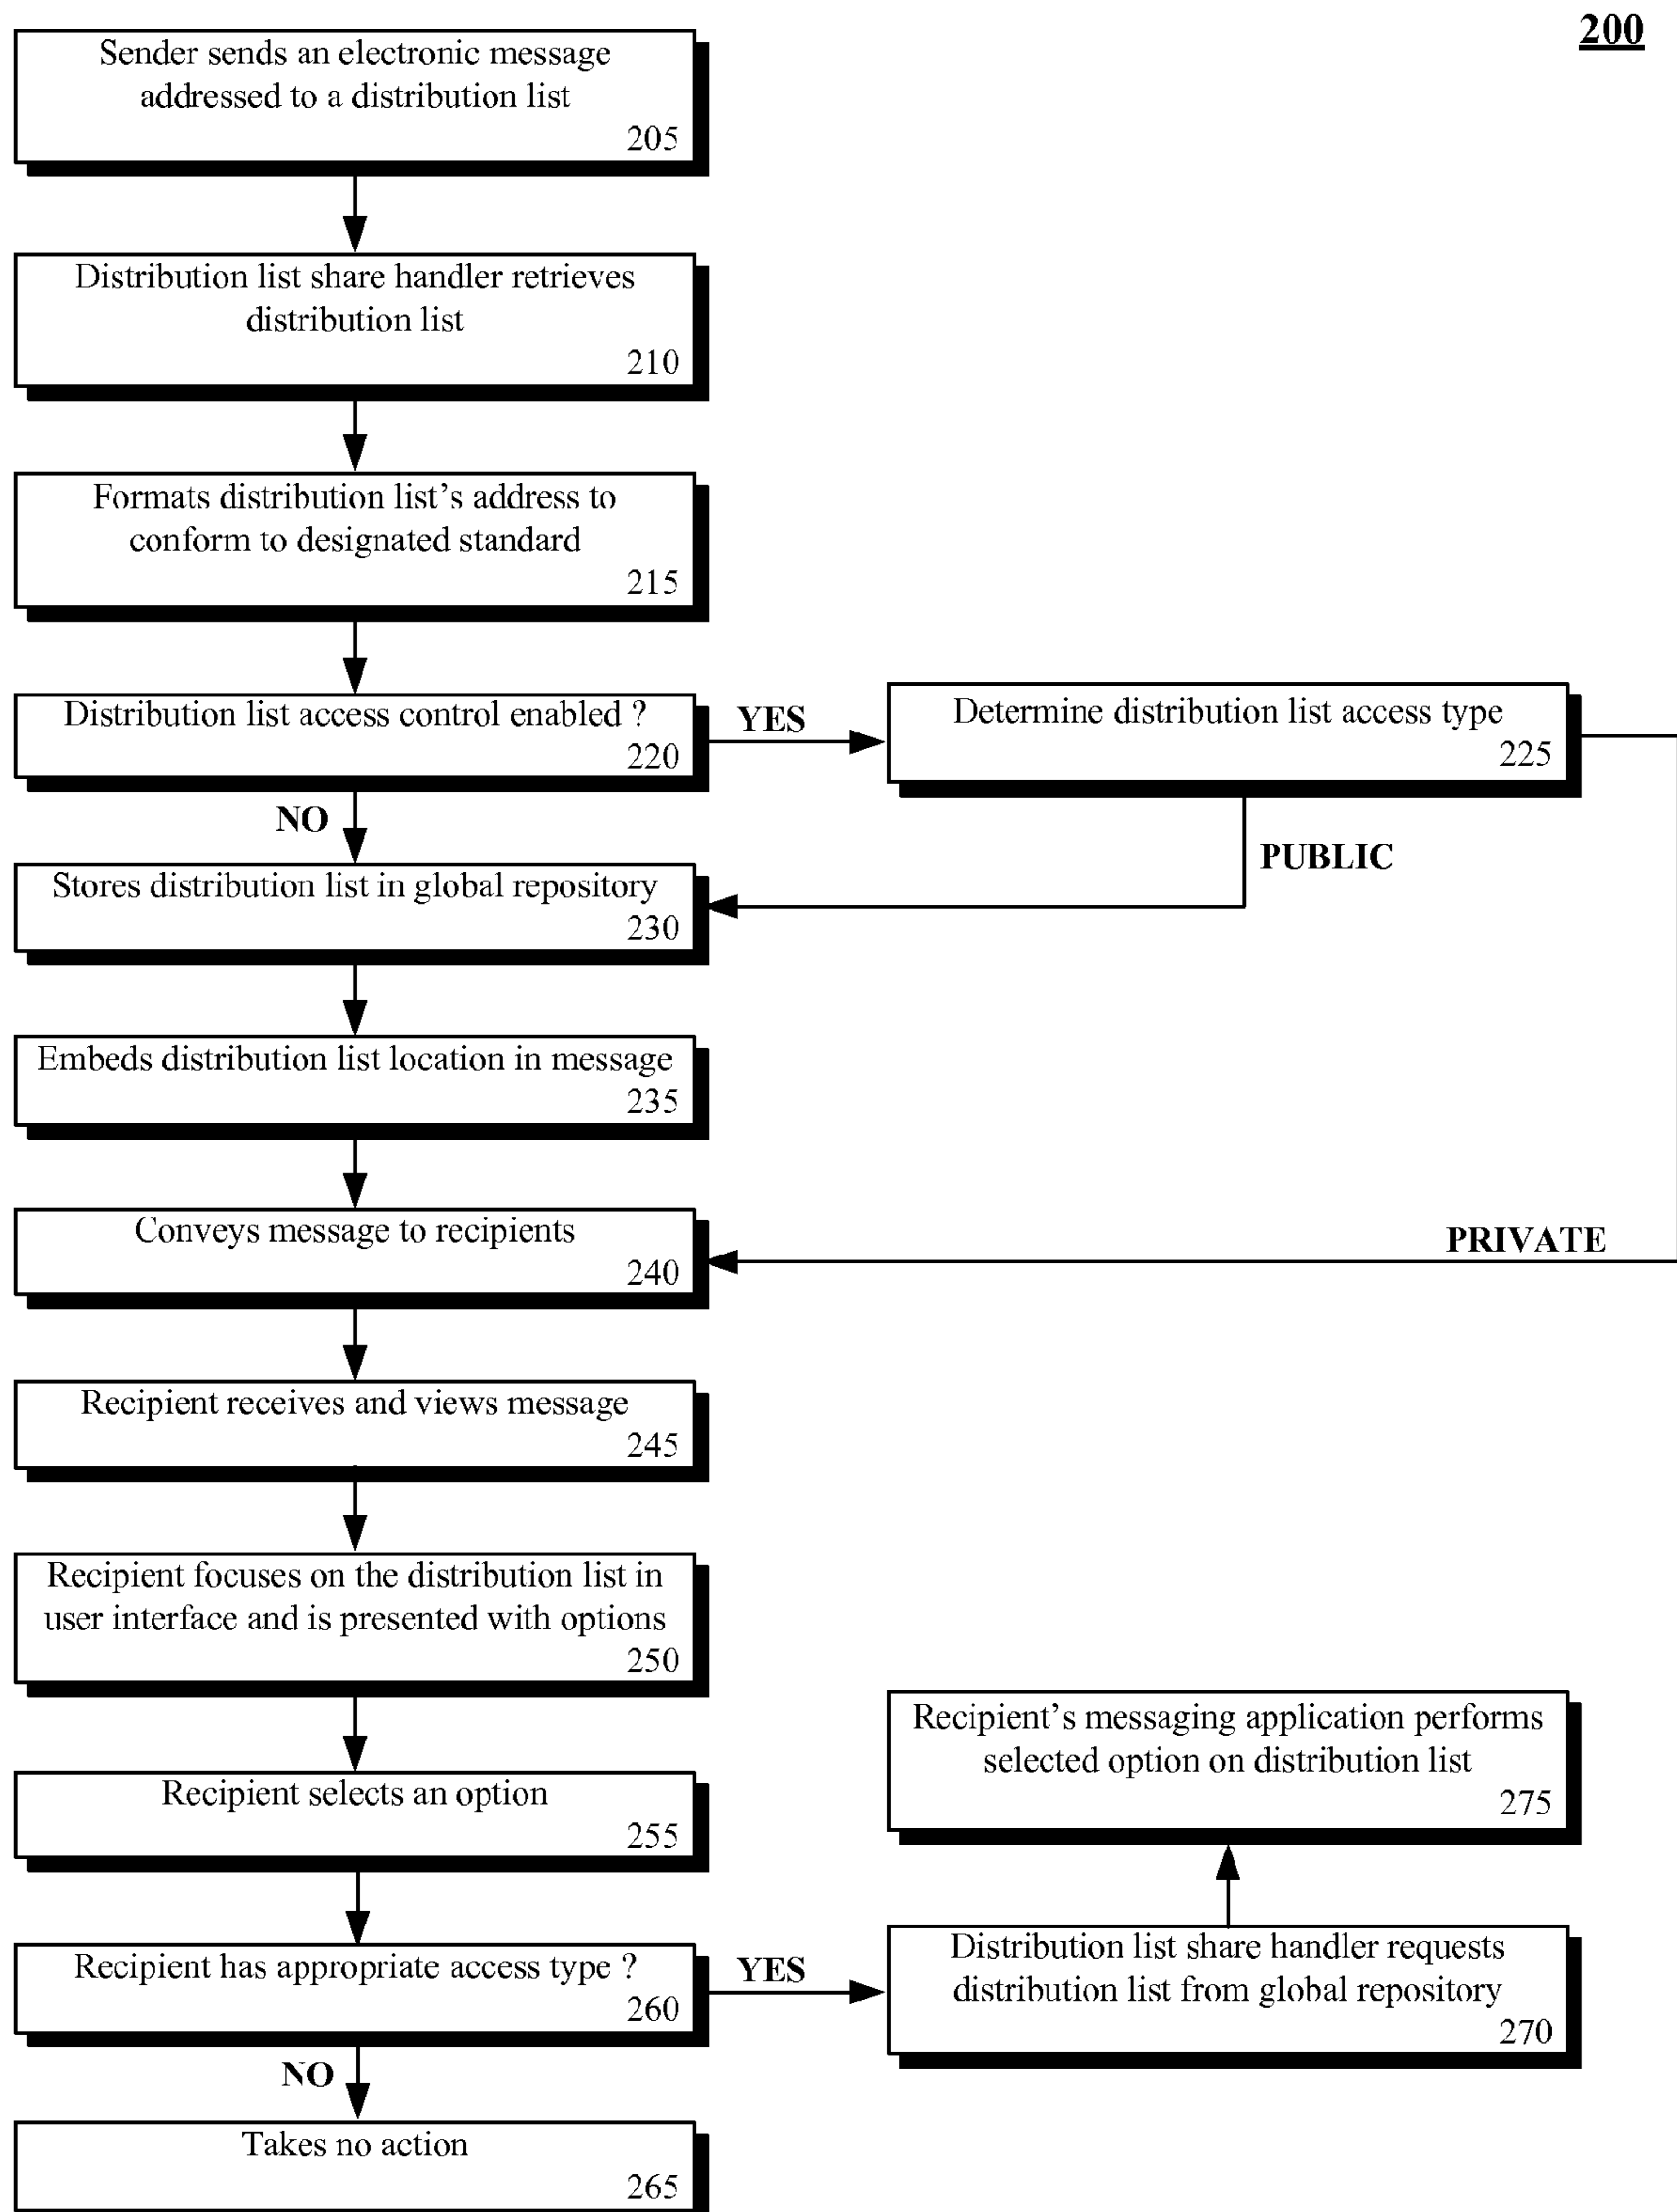 200
Sender sends an electronic message
addressed to a distribution list
205
Distribution list share handler retrieves
distribution list
210
Formats distribution list's address to
conform to designated standard
215
Distribution list access control enabled ?
220
YES
Determine distribution list access type
225
NO
PUBLIC
Stores distribution list in global repository
230
Embeds distribution list location in message
235
Conveys message to recipients
240
PRIVATE
Recipient receives and views message
245
Recipient focuses on the distribution list in
user interface and is presented with options
250
Recipient selects an option
255
Recipient has appropriate access type ?
260
YES
Distribution list share handler requests
distribution list from global repository
270
Recipient's messaging application performs
selected option on distribution list
275
NO
Takes no action
265